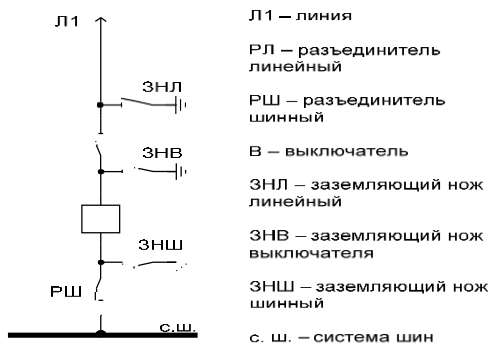 Л1
ЗНЛ
ЗНВ
ЗНШ
РШ
с.ш.
Л1 – линия
РЛ – разъединитель
линейный
РШ – разъединитель
шинный
В – выключатель
ЗНЛ – заземляющий нож
линейный
ЗНВ – заземляющий нож
выключателя
ЗНШ – заземляющий нож
шинный
с. ш. – система шин